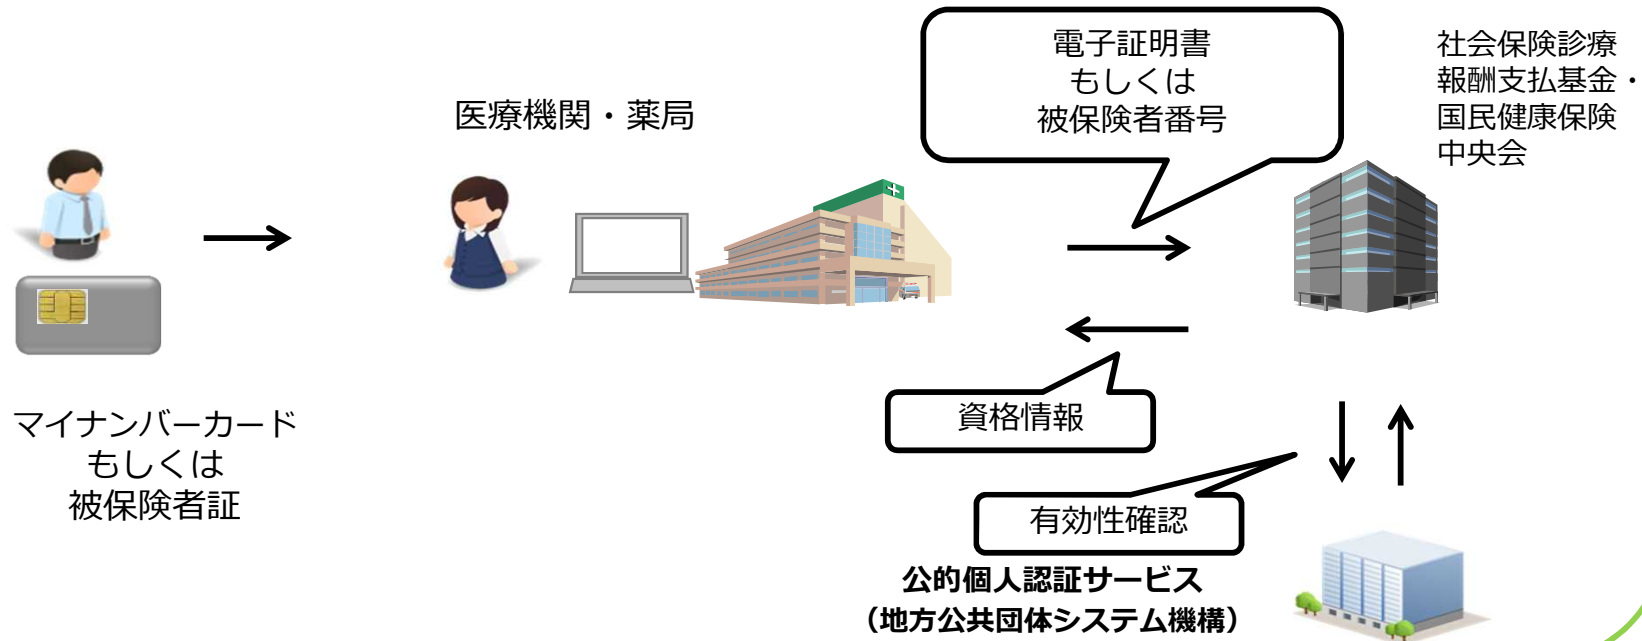 電子証明書
もしくは
被保険者番号
社会保険診療
報酬支払基金・
国民健康保険
中央会
医療機関・薬局
資格情報
マイナンバーカード
もしくは
被保険者証
有効性確認
公的個人認証サービス
（地方公共団体システム機構）